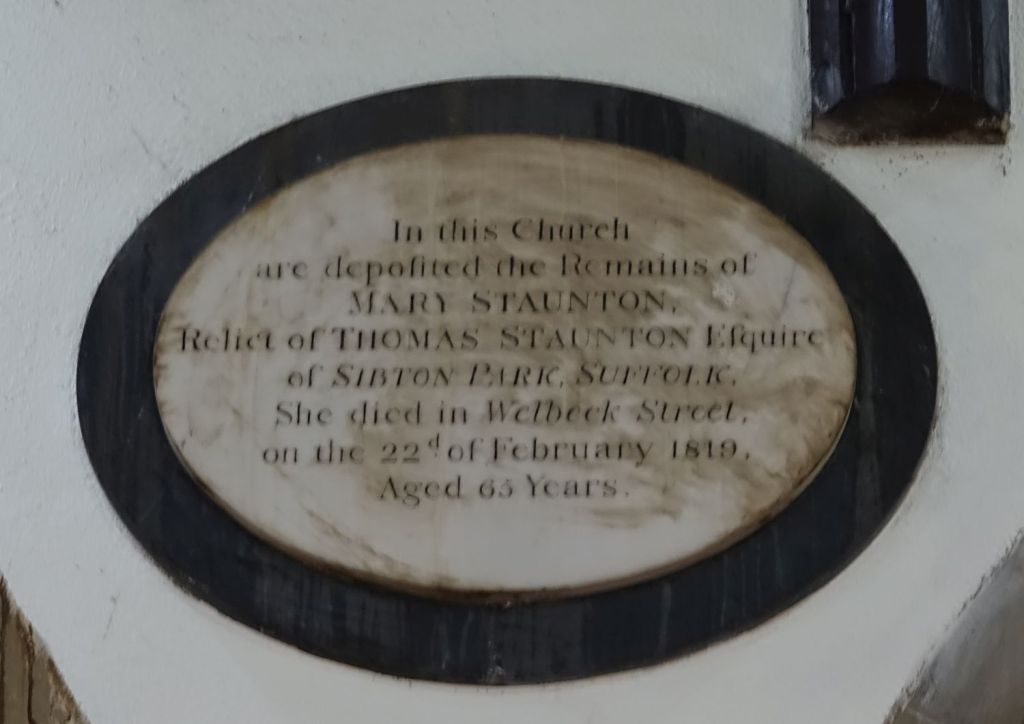 In this Church
are depoſited the Remains of
MARY STAUNTON,
Relict of THOMAS STAUNTON Eſquire
of SIBTON PARK, SUFFOLK,
She died in Welbeck Street,
on the 22d of February 1819,
Aged 65 Years.